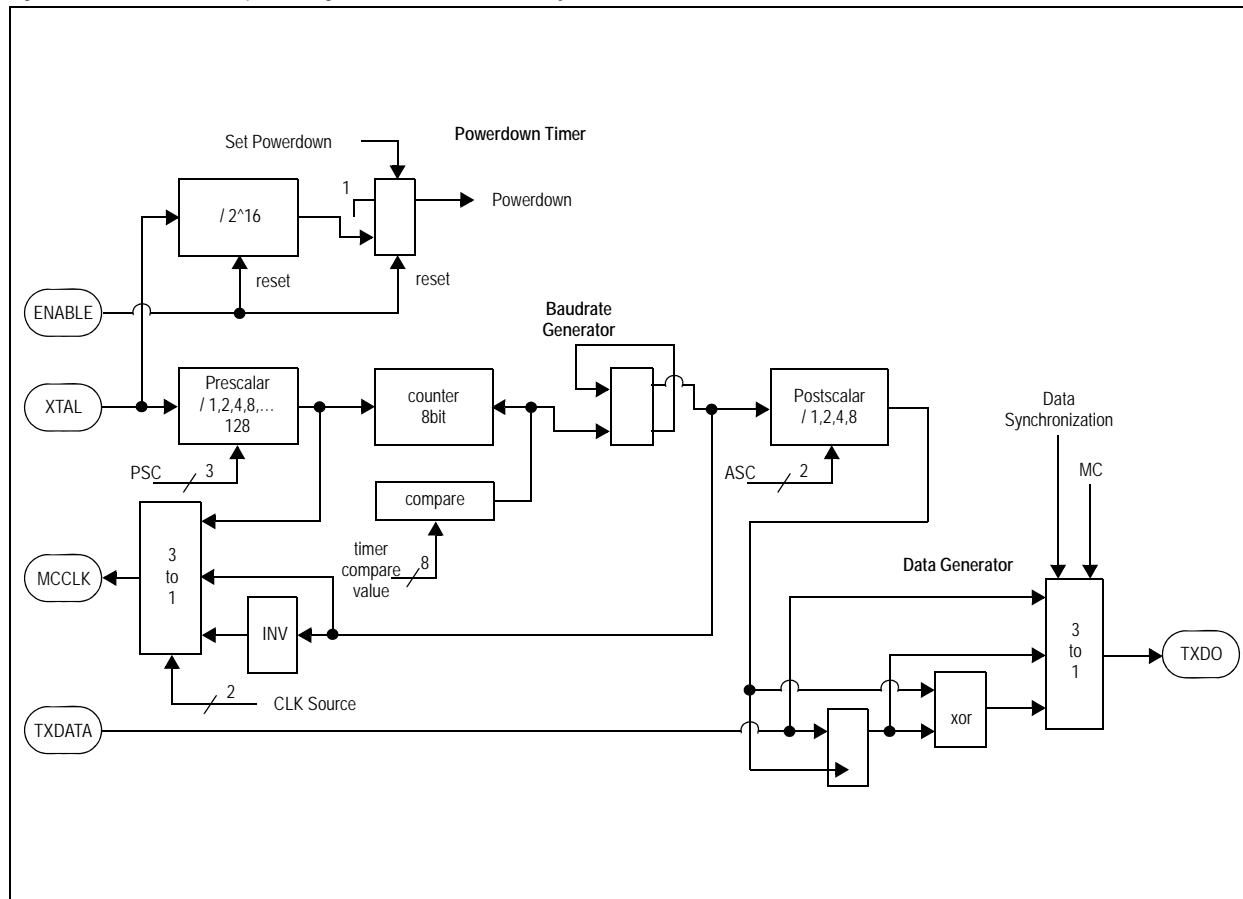 Set Powerdown
Powerdown Timer
1
/ 2^16
Powerdown
reset
reset
ENABLE
Baudrate
Generator
XTAL
Prescalar
/ 1,2,4,8,...
128
counter
8bit
Postscalar
/ 1,2,4,8
Data
Synchronization
PSC
3
ASC
2
MC
compare
timer
compare
value
8
MCCLK
3
to
1
INV
Data Generator
3
to
1
TXDO
2
CLK Source
TXDATA
xor